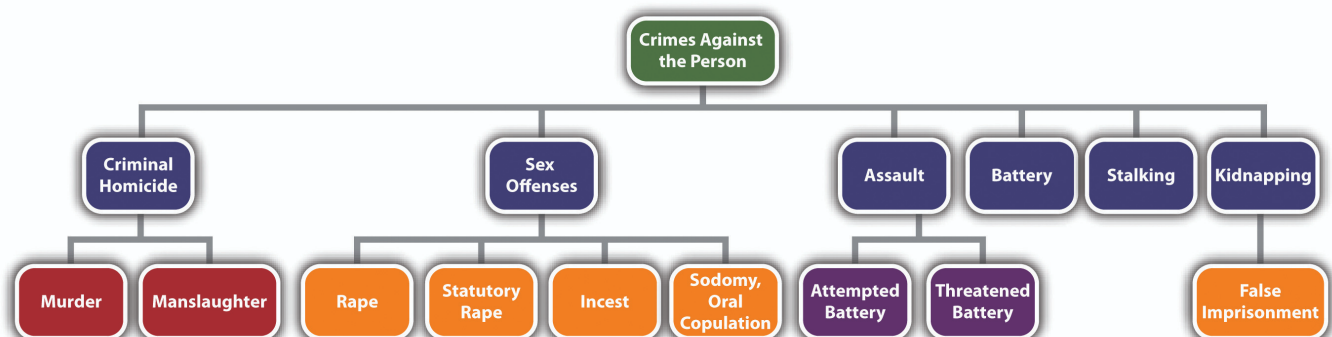 Crimes Against
the Person
Criminal
Homicide
Sex
Offenses
Assault
Battery
Stalking
Kidnapping
Murder
Manslaughter
Rape
Statutory
Rape
Incest
Sodomy,
Oral
Copulation
Attempted
Battery
Threatened
Battery
False
Imprisonment